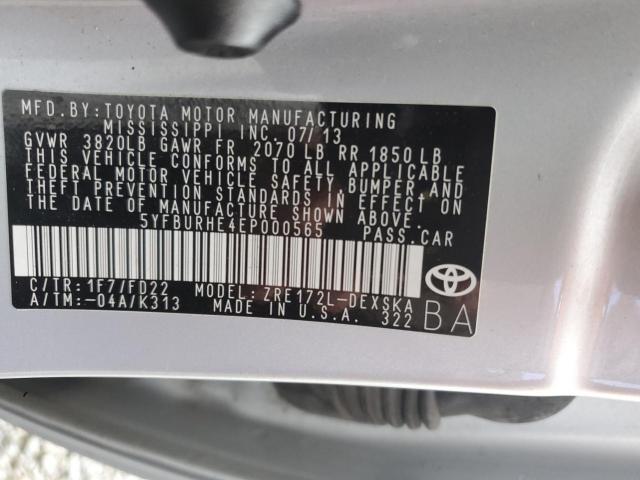 MFD.BY:TOYOTA MOTOR MANUFACTURING
MISSISSIPPI INC. 07/13
GVWR 3820LB GAWR FR 2070 LB RR 1850 LB
THIS VEHICLE CONFORMS TO ALL APPLICABLE
FEDERAL MOTOR VEHICLE SAFETY, BUMPER AND
THEFT PREVENTION STANDARDS IN EFFECT ON
THE DATE OF MANUFACTURE SHOWN ABOVE.
5YFBURHE4EP000565 PASS.CAR
C/TR: 1F7/FD22 MODEL: ZRE172L-DEXSKA
A/TM:-04A/K313 MADE IN U.S.A. 322
BA